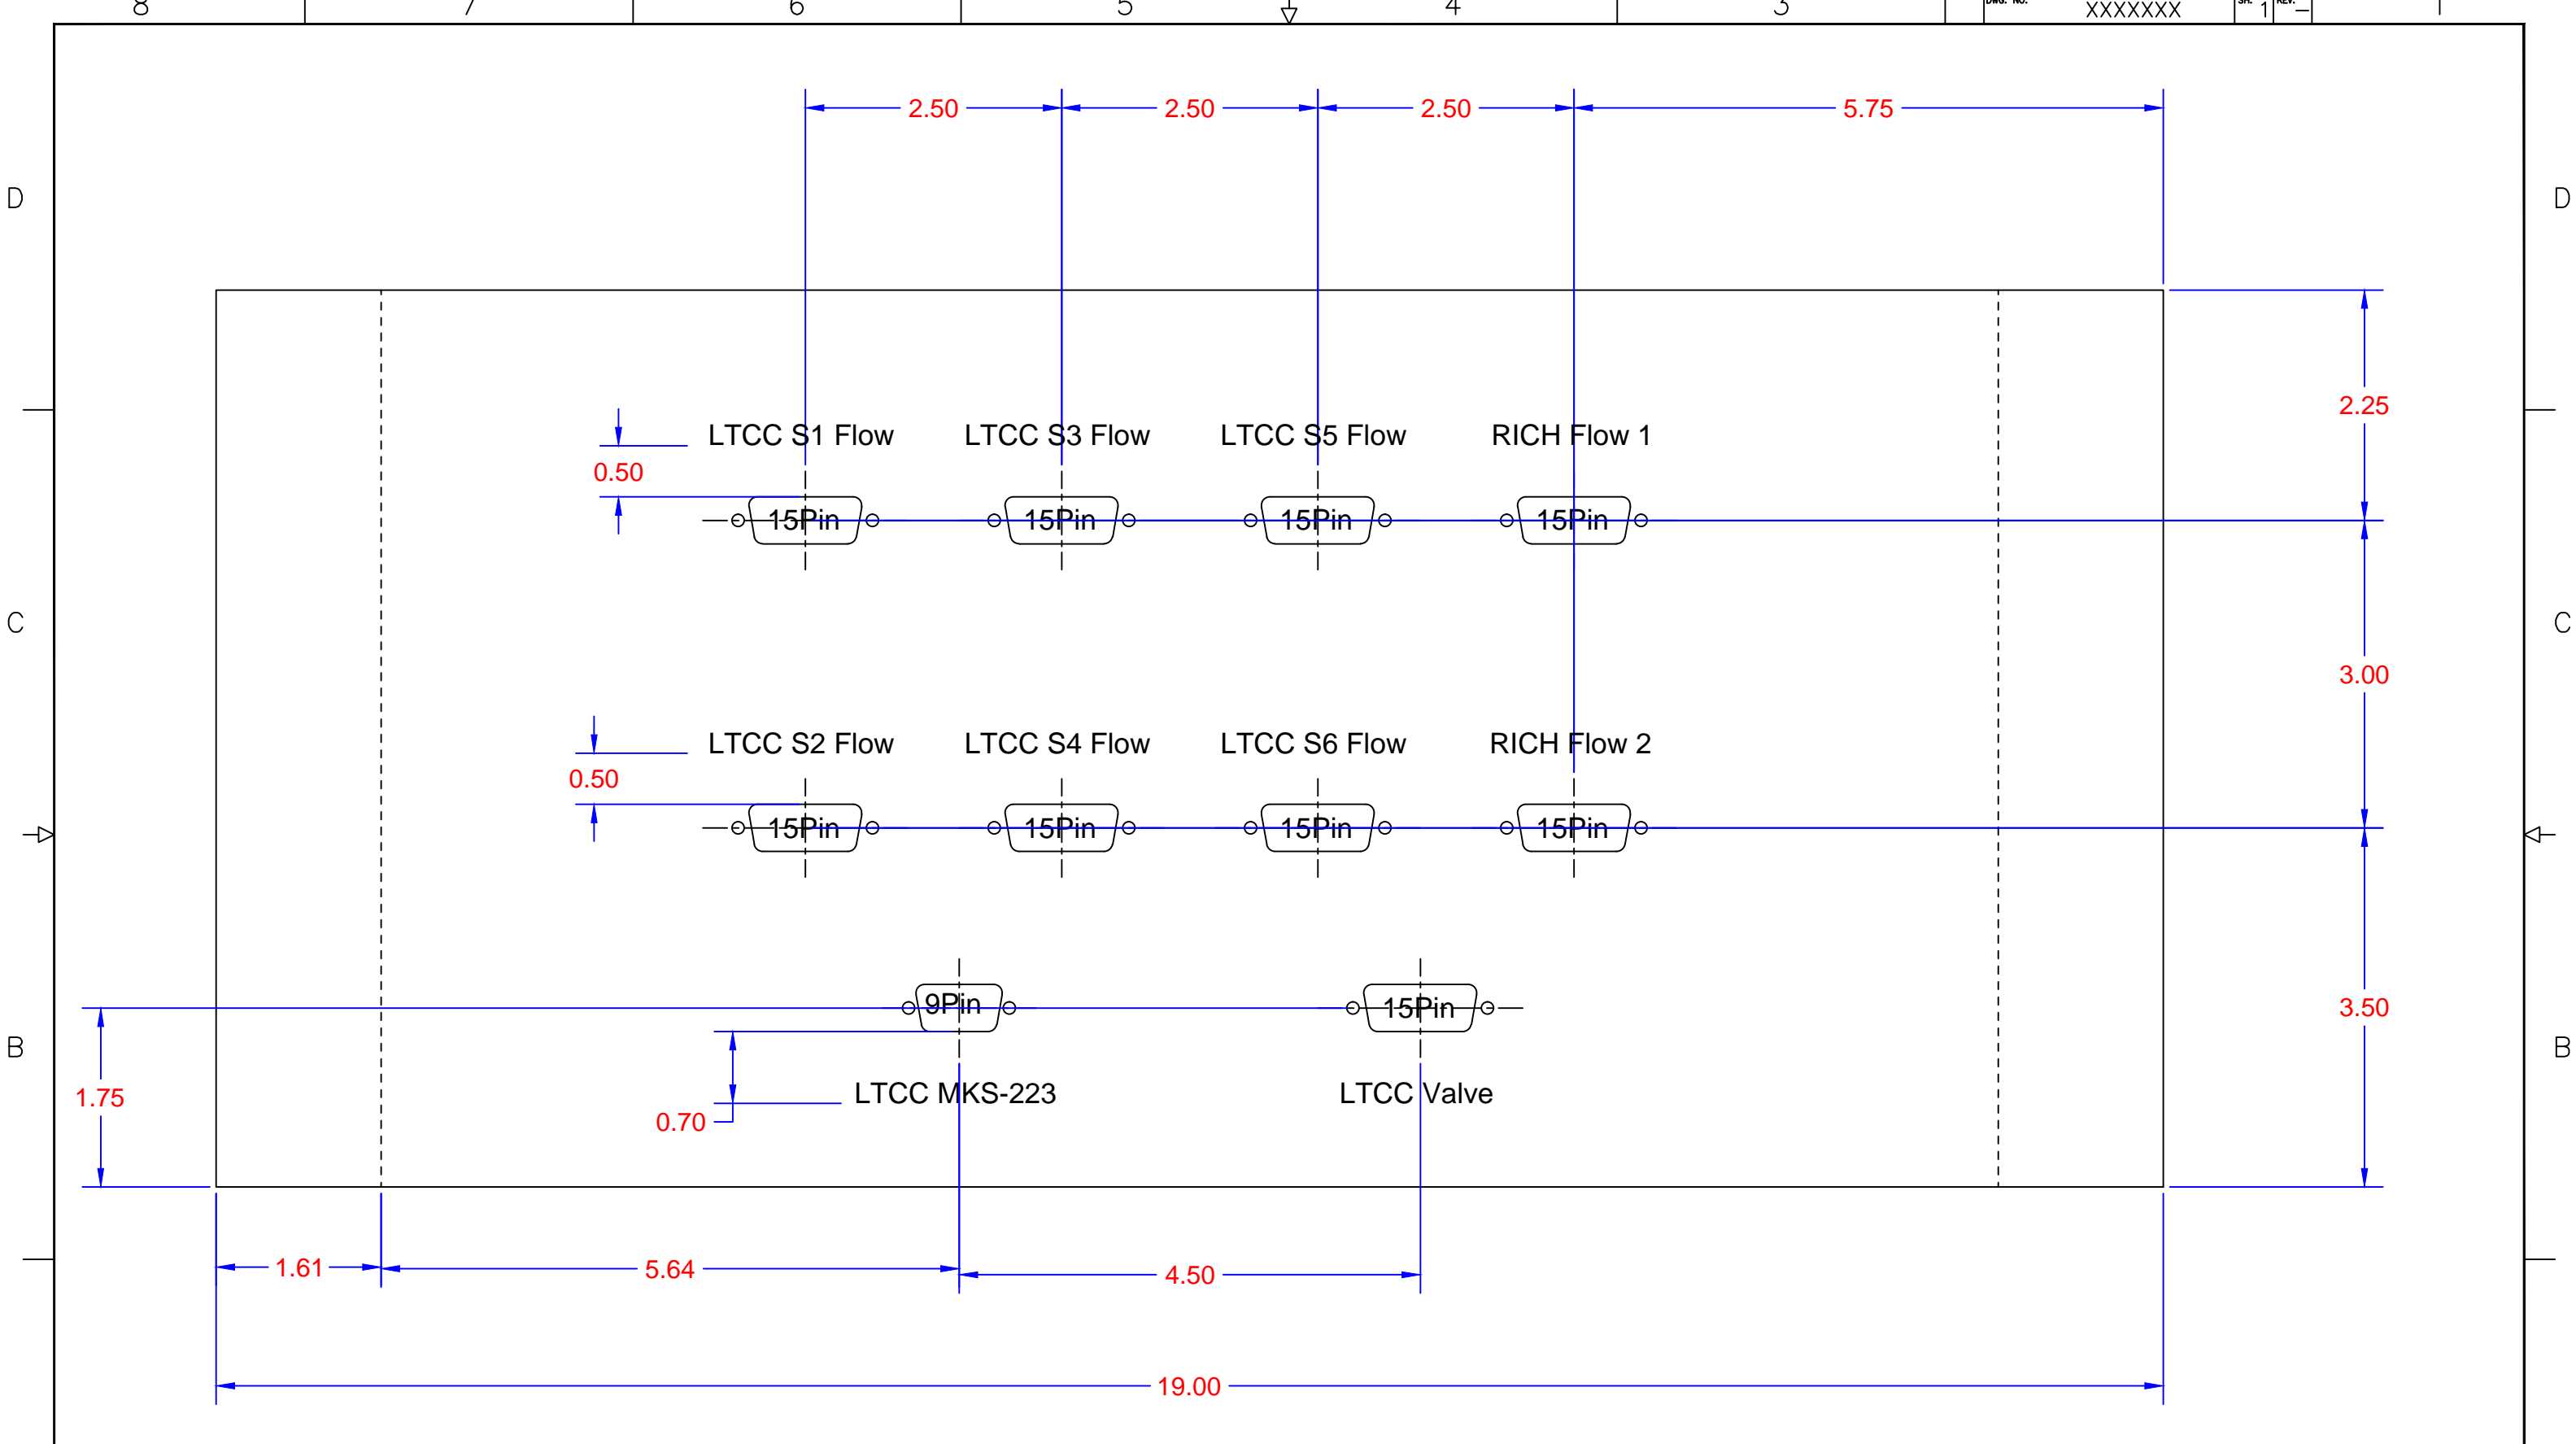 8 7 6 5 4 3 DWG. NO. XXXXXXX SH. 1 REV. —
2.50 2.50 2.50 5.75
D D
2.25
LTCC S1 Flow LTCC S3 Flow LTCC S5 Flow RICH Flow 1
0.50
15Pin 15Pin 15Pin 15Pin
C C
3.00
LTCC S2 Flow LTCC S4 Flow LTCC S6 Flow RICH Flow 2
0.50
15Pin 15Pin 15Pin 15Pin
9Pin 15Pin 3.50
B B
1.75 LTCC MKS-223 LTCC Valve
0.70
1.61 5.64 4.50
19.00